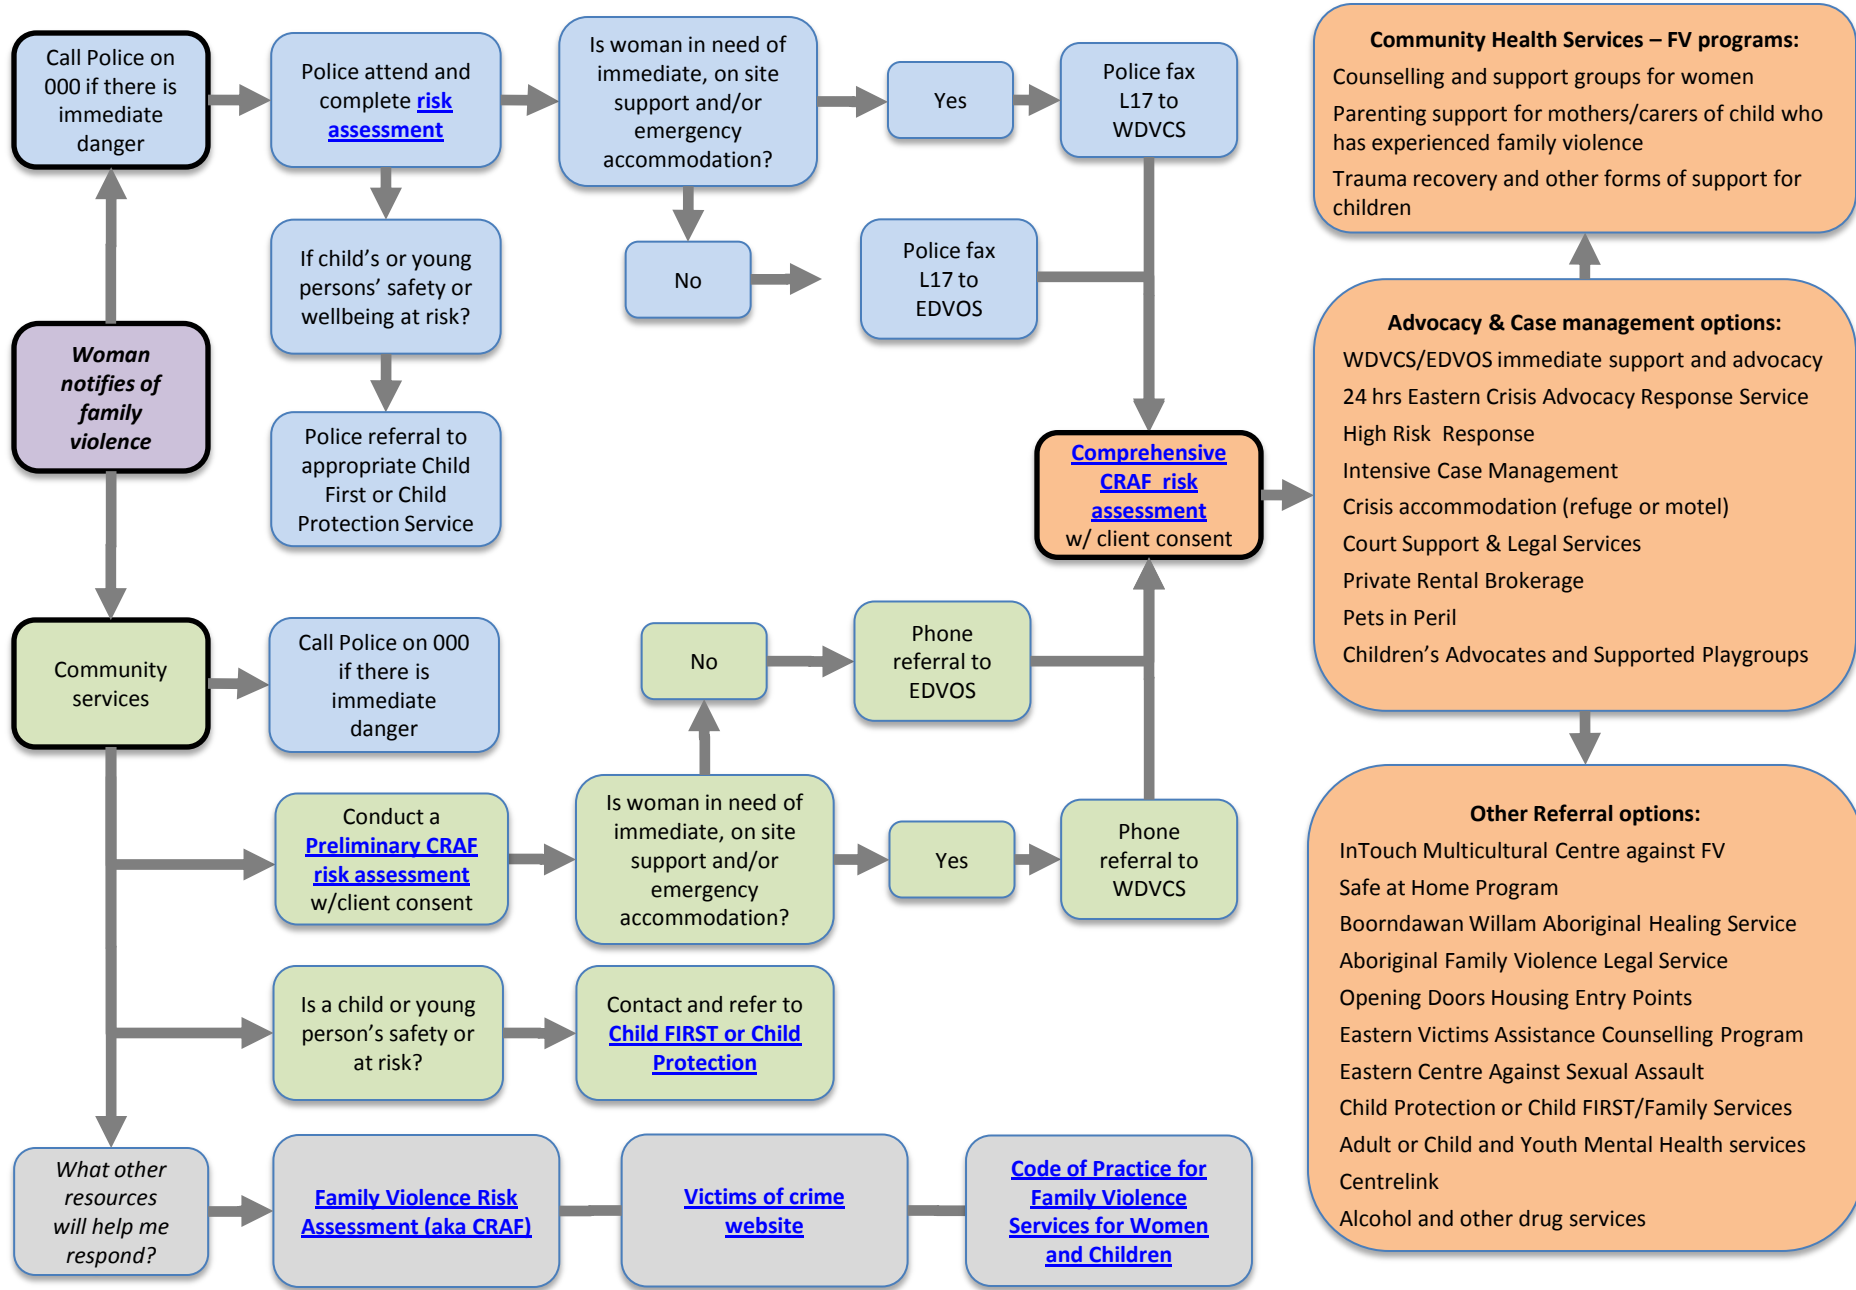 Call Police on
000 if there is
immediate
danger
Police attend and
complete risk
assessment
Is woman in need of
immediate, on site
support and/or
emergency
accommodation?
Yes
Police fax
L17 to
WDVCS
If child's or young
persons' safety or
wellbeing at risk?
No
Police fax
L17 to
EDVOS
Police referral to
appropriate Child
First or Child
Protection Service
Woman
notifies of
family
violence
Community
services
Call Police on 000
if there is
immediate
danger
Conduct a
Preliminary CRAF
risk assessment
w/client consent
Is woman in need of
immediate, on site
support and/or
emergency
accommodation?
No
Phone
referral to
EDVOS
Yes
Phone
referral to
WDVCS
Is a child or young
person's safety or
at risk?
Contact and refer to
Child FIRST or Child
Protection
What other
resources
will help me
respond?
Family Violence Risk
Assessment (aka CRAF)
Victims of crime
website
Code of Practice for
Family Violence
Services for Women
and Children
Comprehensive
CRAF risk
assessment
w/ client consent
Community Health Services – FV programs:
Counselling and support groups for women
Parenting support for mothers/carers of child who
has experienced family violence
Trauma recovery and other forms of support for
children
Advocacy & Case management options:
WDVCS/EDVOS immediate support and advocacy
24 hrs Eastern Crisis Advocacy Response Service
High Risk Response
Intensive Case Management
Crisis accommodation (refuge or motel)
Court Support & Legal Services
Private Rental Brokerage
Pets in Peril
Children's Advocates and Supported Playgroups
Other Referral options:
InTouch Multicultural Centre against FV
Safe at Home Program
Boorndawan Willam Aboriginal Healing Service
Aboriginal Family Violence Legal Service
Opening Doors Housing Entry Points
Eastern Victims Assistance Counselling Program
Eastern Centre Against Sexual Assault
Child Protection or Child FIRST/Family Services
Adult or Child and Youth Mental Health services
Centrelink
Alcohol and other drug services